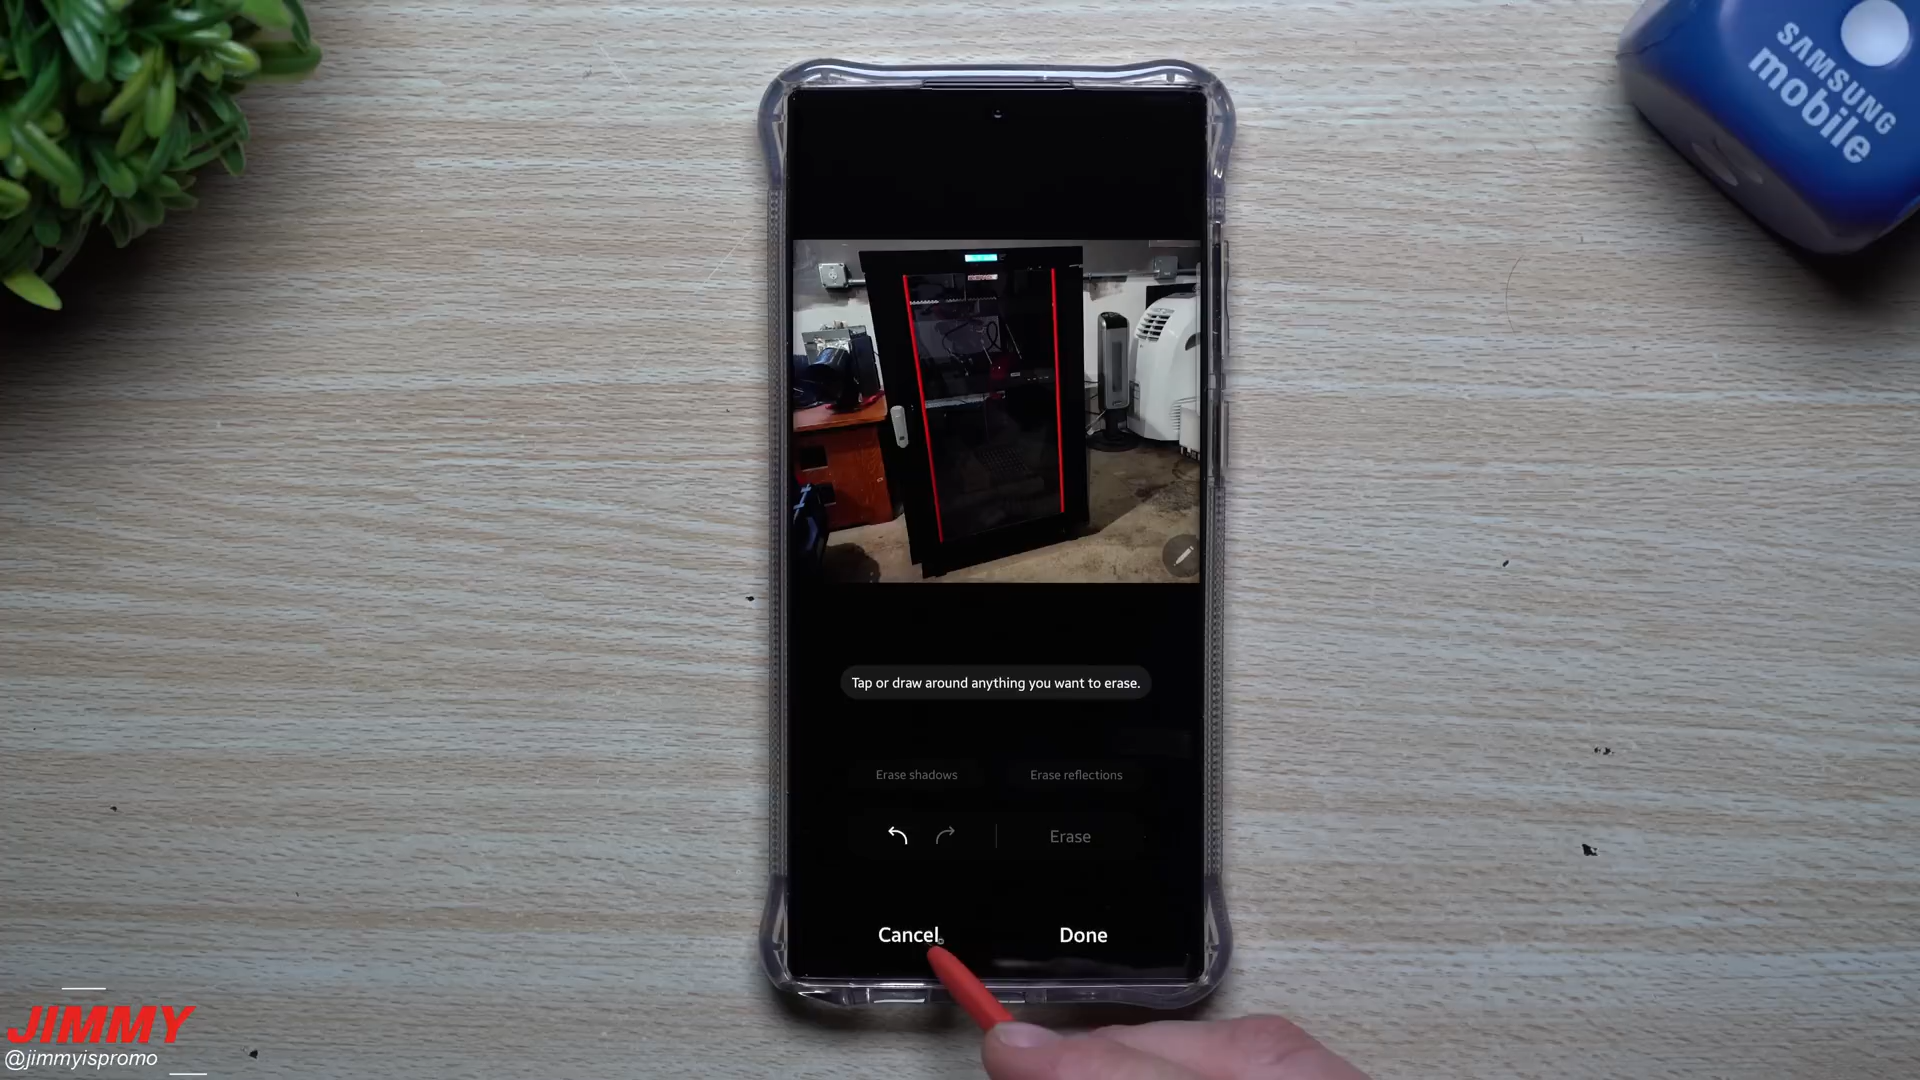 SAMSUNG
mobile
Tap or draw around anything you want to erase.
Erase shadows
Erase reflections
Erase
Cancel
Done
JIMMY
@jimmyispromo